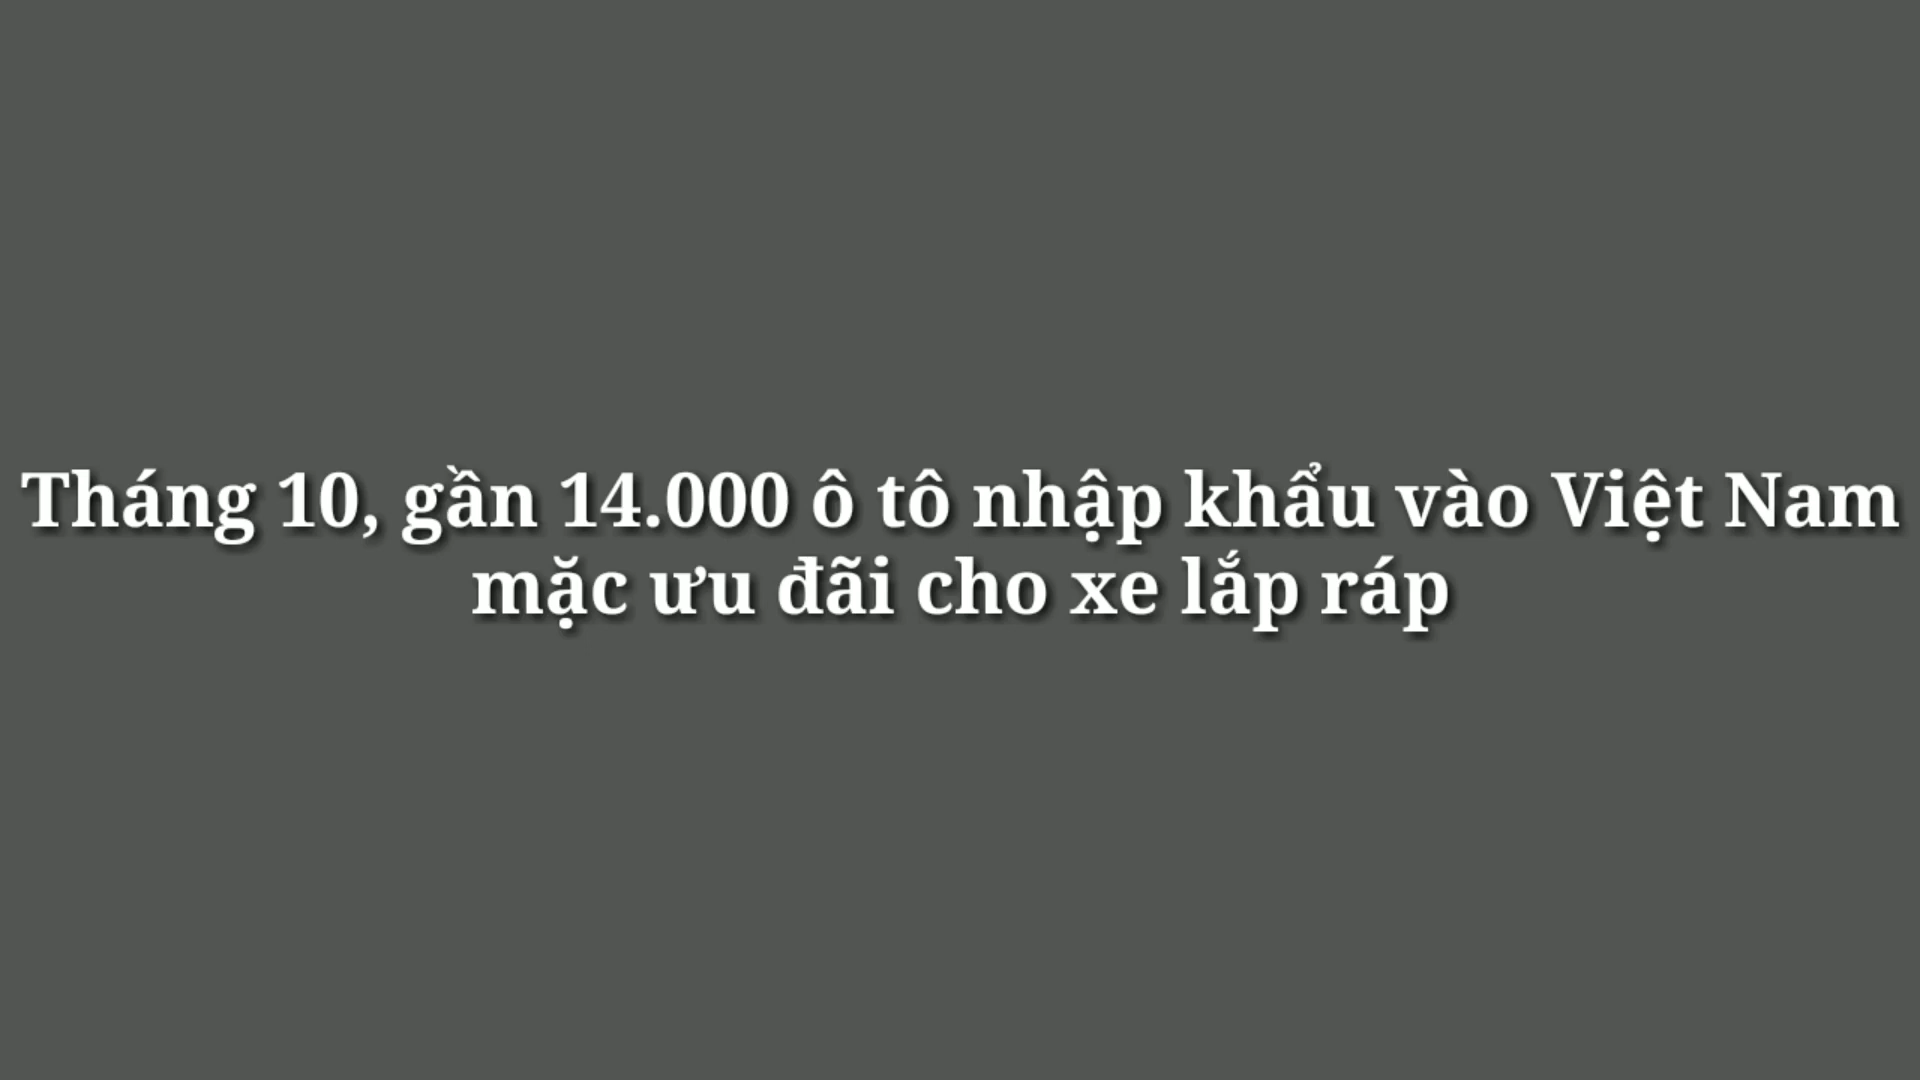 Tháng 10, gần 14.000 ô tô nhập khẩu vào Việt Nam
mặc ưu đãi cho xe lắp ráp